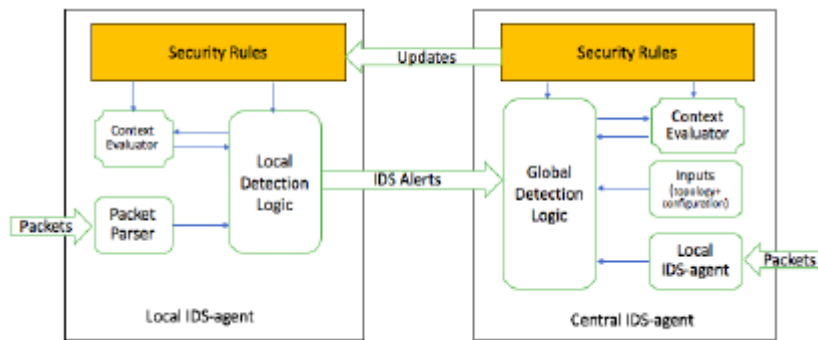 Security Rules
Updates
Security Rules
Context
Evaluator
Local
Detection
Logic
IDS Alerts
Global
Detection
Logic
Context
Evaluator
Inputs
(topology+
configuration)
Packets
Packet
Parser
Local
IDS-agent
Packets
Local IDS-agent
Central IDS-agent